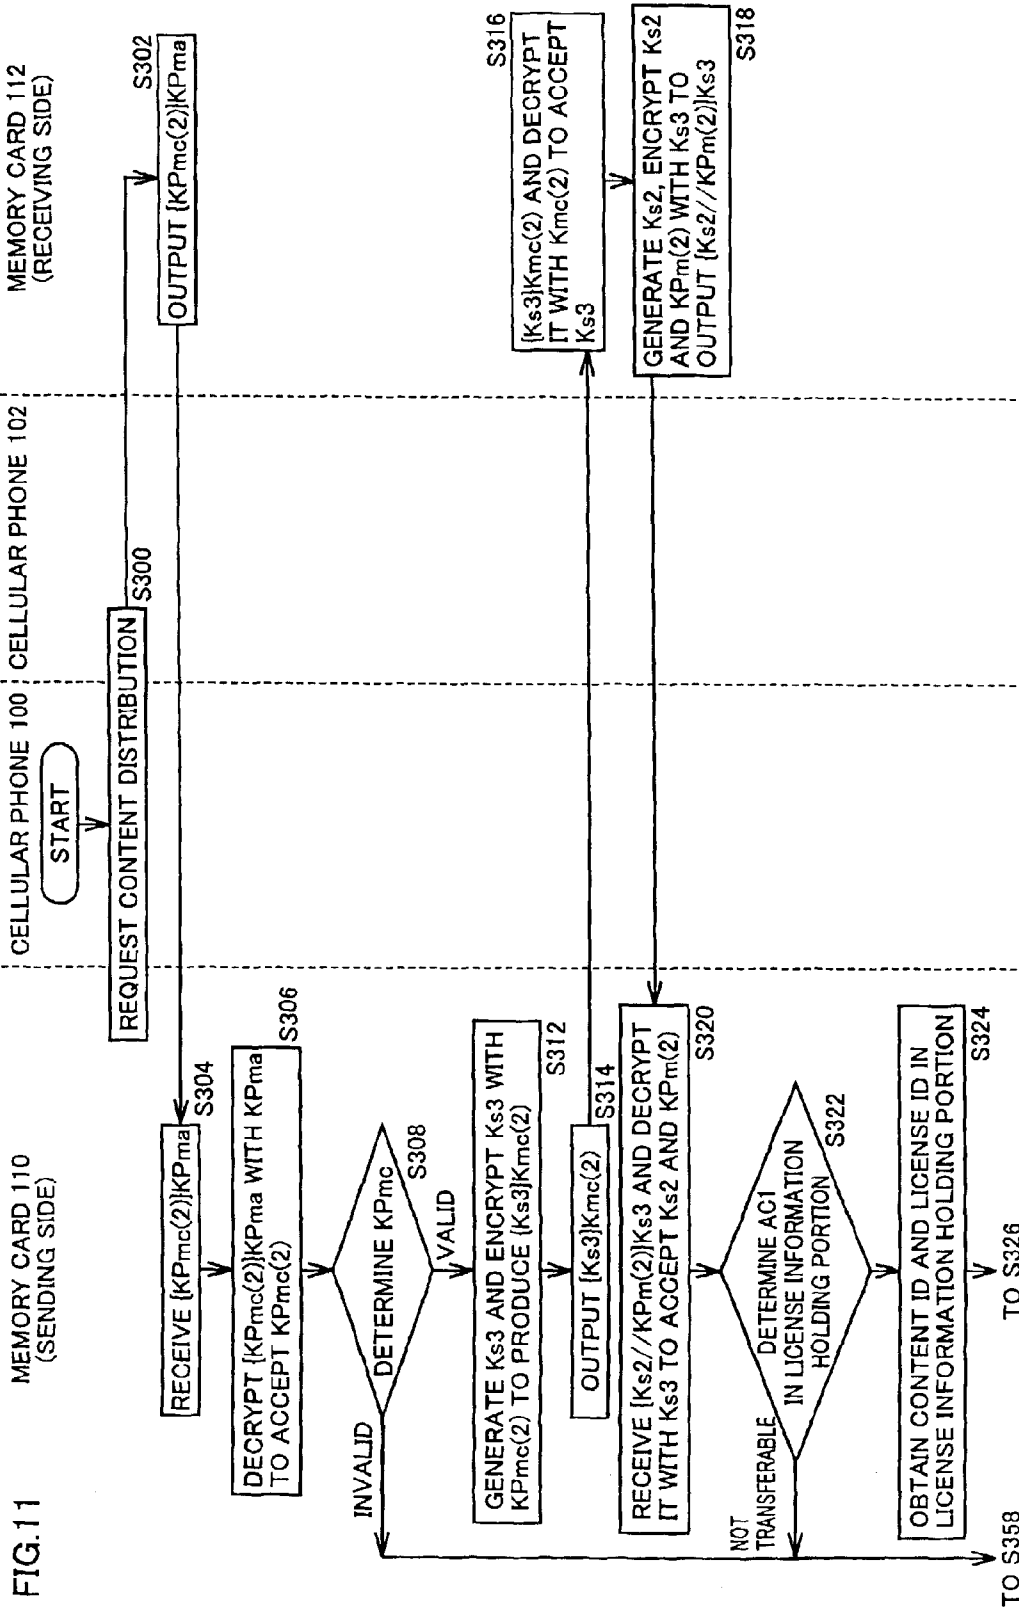 FIG.11
MEMORY CARD 110
(SENDING SIDE)
CELLULAR PHONE 100
CELLULAR PHONE 102
MEMORY CARD 112
(RECEIVING SIDE)
START
REQUEST CONTENT DISTRIBUTION
S300
S302
OUTPUT {KPmc(2)}KPma
S304
RECEIVE {KPmc(2)}KPma
S306
DECRYPT {KPmc(2)}KPma WITH KPma
TO ACCEPT KPmc(2)
S308
DETERMINE KPmc
INVALID
VALID
S312
GENERATE Ks3 AND ENCRYPT Ks3 WITH
KPmc(2) TO PRODUCE {Ks3}Kmc(2)
S314
OUTPUT {Ks3}Kmc(2)
S316
{Ks3}Kmc(2) AND DECRYPT
IT WITH Kmc(2) TO ACCEPT
Ks3
S318
GENERATE Ks2, ENCRYPT Ks2
AND KPm(2) WITH Ks3 TO
OUTPUT {Ks2//KPm(2)}Ks3
S320
RECEIVE {Ks2//KPm(2)}Ks3 AND DECRYPT
IT WITH Ks3 TO ACCEPT Ks2 AND KPm(2)
S322
DETERMINE AC1
IN LICENSE INFORMATION
HOLDING PORTION
NOT
TRANSFERABLE
S324
OBTAIN CONTENT ID AND LICENSE ID IN
LICENSE INFORMATION HOLDING PORTION
TO S358
TO S326